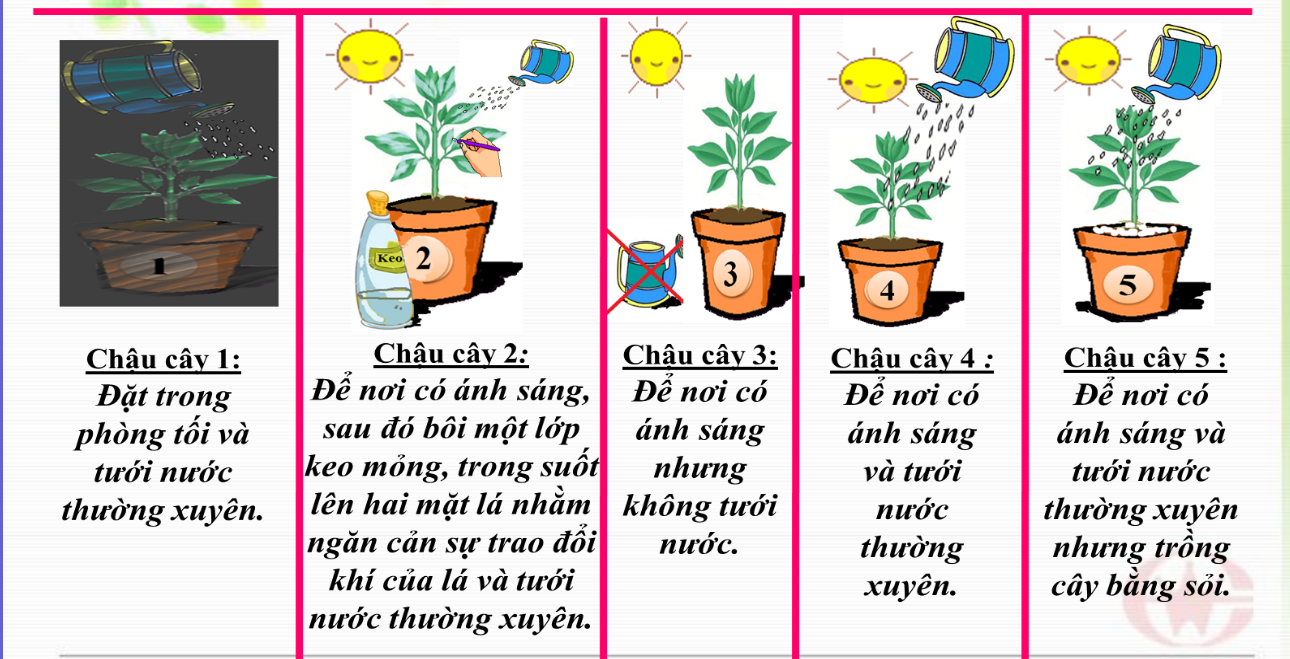 1
Keo
2
3
4
5
Chậu cây 1:
Đặt trong
phòng tối và
tưới nước
thường xuyên.
Chậu cây 2:
Để nơi có ánh sáng,
sau đó bôi một lớp
keo mỏng, trong suốt
lên hai mặt lá nhằm
ngăn cản sự trao đổi
khí của lá và tưới
nước thường xuyên.
Chậu cây 3:
Để nơi có
ánh sáng
nhưng
không tưới
nước.
Chậu cây 4 :
Để nơi có
ánh sáng
và tưới
nước
thường
xuyên.
Chậu cây 5 :
Để nơi có
ánh sáng và
tưới nước
thường xuyên
nhưng trồng
cây bằng sỏi.